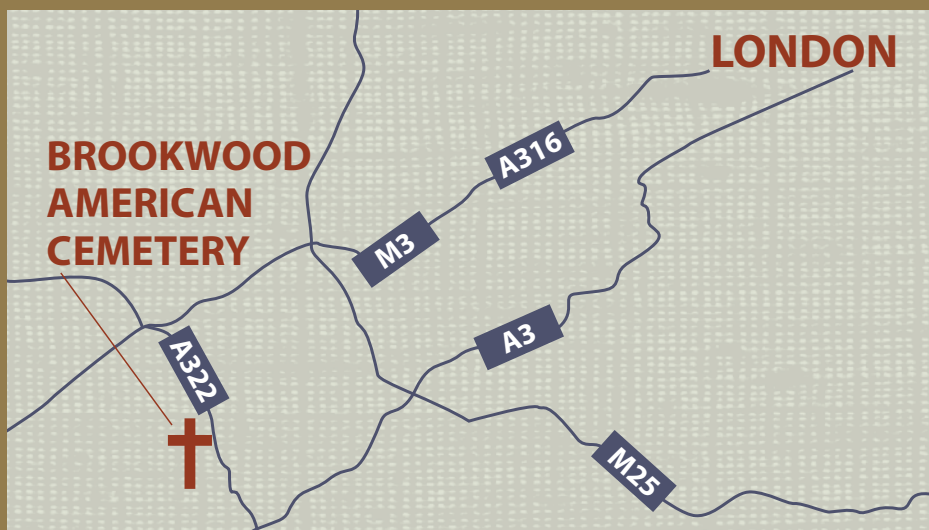 LONDON
A316
BROOKWOOD
AMERICAN
CEMETERY
M3
A3
A322
M25